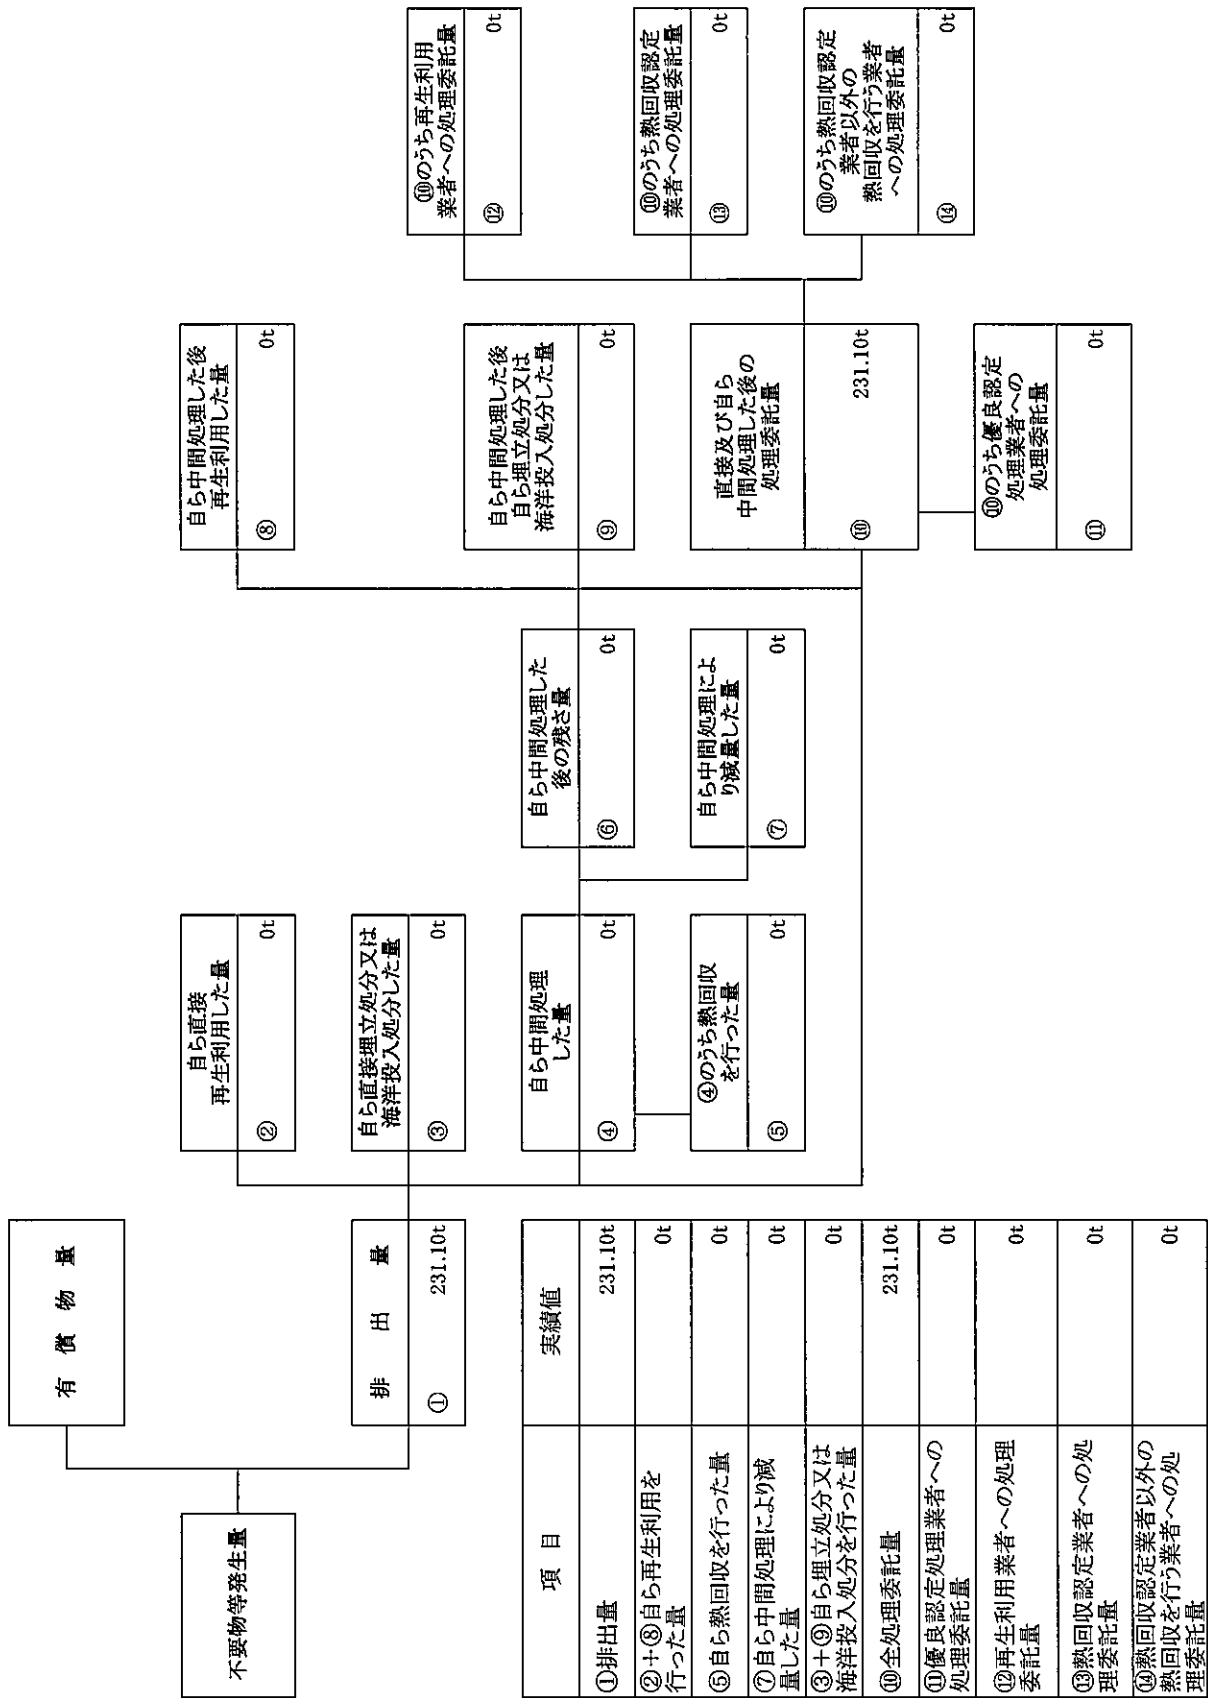 不要物等発生量
有償物量
排出量
① 231.10t
自ら直接
再生利用した量
② 0t
自ら直接埋立処分又は
海洋投入処分した量
③ 0t
自ら中間処理
した量
④ 0t
④のうち熱回収
を行った量
⑤ 0t
自ら中間処理した
後の残さ量
⑥ 0t
自ら中間処理によ
り減量した量
⑦ 0t
自ら中間処理した後
再生利用した量
⑧ 0t
自ら中間処理した後
自ら埋立処分又は
海洋投入処分した量
⑨ 0t
直接及び自ら
中間処理した後の
処理委託量
⑩ 231.10t
⑩のうち優良認定
処理業者への
処理委託量
⑪ 0t
⑩のうち再生利用
業者への処理委託量
⑫ 0t
⑩のうち熱回収認定
業者への処理委託量
⑬ 0t
⑩のうち熱回収認定
業者以外の
熱回収を行う業者
への処理委託量
⑭ 0t
項目 実績値
①排出量 231.10t
②+⑧自ら再生利用を
行った量 0t
⑤自ら熱回収を行った量 0t
⑦自ら中間処理により減
量した量 0t
③+⑨自ら埋立処分又は
海洋投入処分を行った量 0t
⑩全処理委託量 231.10t
⑪優良認定処理業者への
処理委託量 0t
⑫再生利用業者への処理
委託量 0t
⑬熱回収認定業者への処
理委託量 0t
⑭熱回収認定業者以外の
熱回収を行う業者への処
理委託量 0t